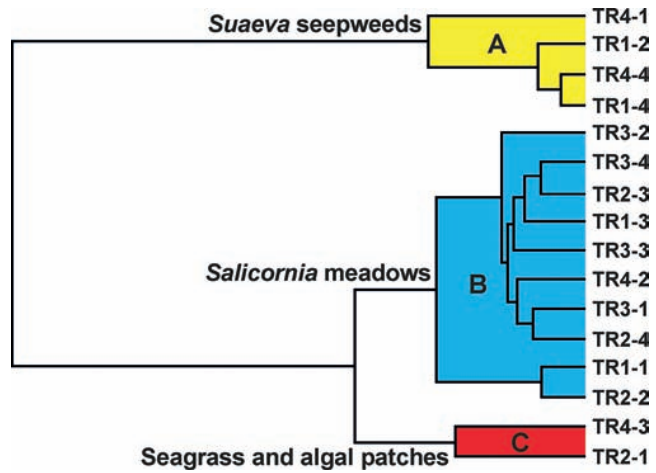 TR4-1
Suaeva seepweeds
A
TR1-2
TR4-4
TR1-4
TR3-2
TR3-4
TR2-3
TR1-3
TR3-3
Salicornia meadows
B
TR4-2
TR3-1
TR2-4
TR1-1
TR2-2
TR4-3
C
Seagrass and algal patches
TR2-1